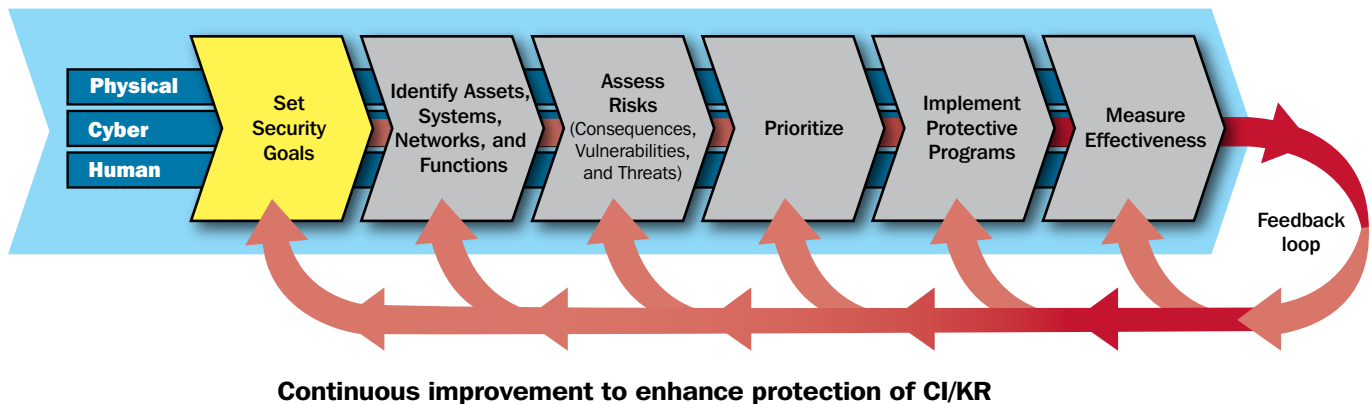 Physical
Cyber
Human
Set
Security
Goals
Identify Assets,
Systems,
Networks, and
Functions
Assess
Risks
(Consequences,
Vulnerabilities,
and Threats)
Prioritize
Implement
Protective
Programs
Measure
Effectiveness
Feedback
loop
Continuous improvement to enhance protection of CI/KR